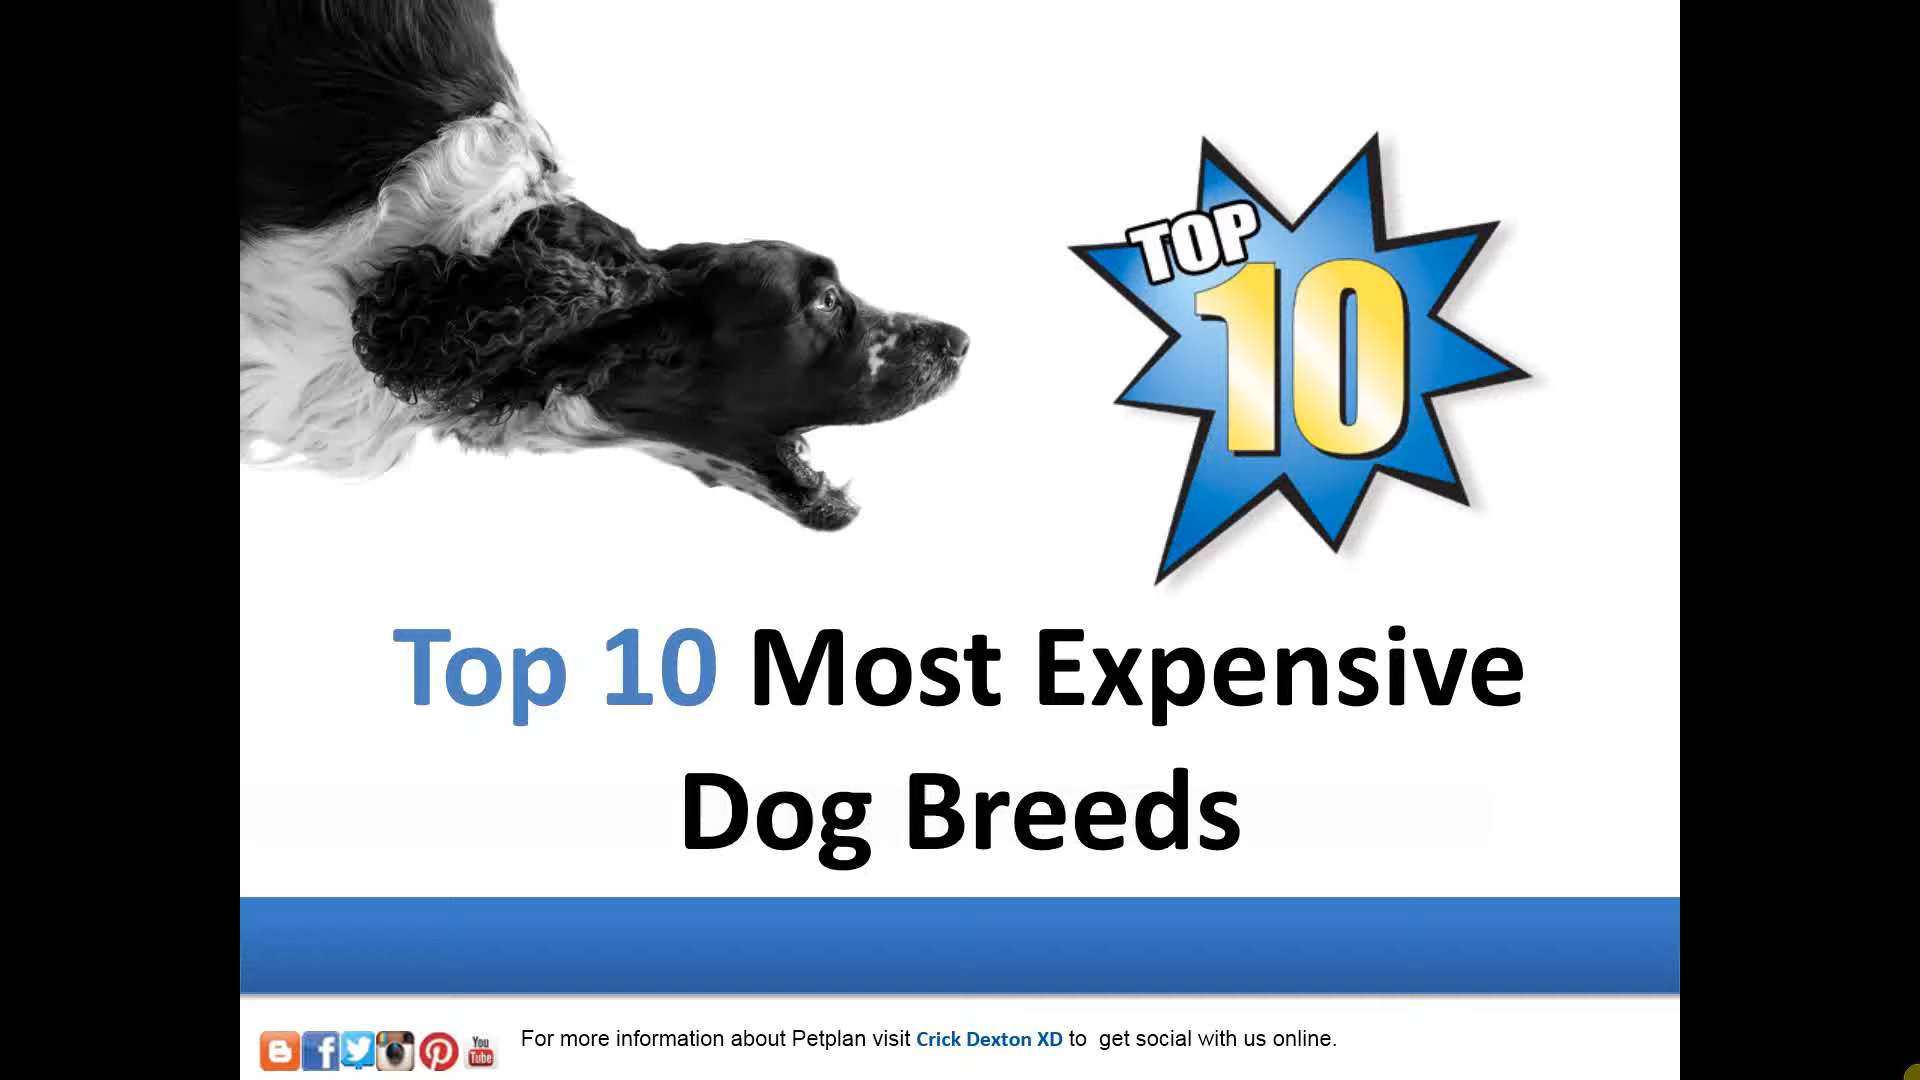 TOP
10
Top 10 Most Expensive
Dog Breeds
For more information about Petplan visit Crick Dexton XD to  get social with us online.
You
Tube